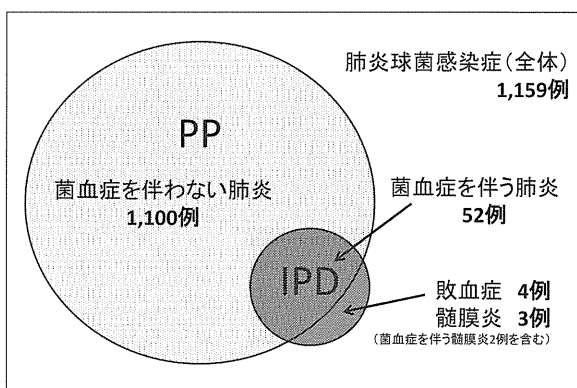 肺炎球菌感染症(全体)
1,159例
PP
菌血症を伴わない肺炎
1,100例
菌血症を伴う肺炎
52例
IPD
敗血症 4例
髄膜炎 3例
(菌血症を伴う髄膜炎2例を含む)